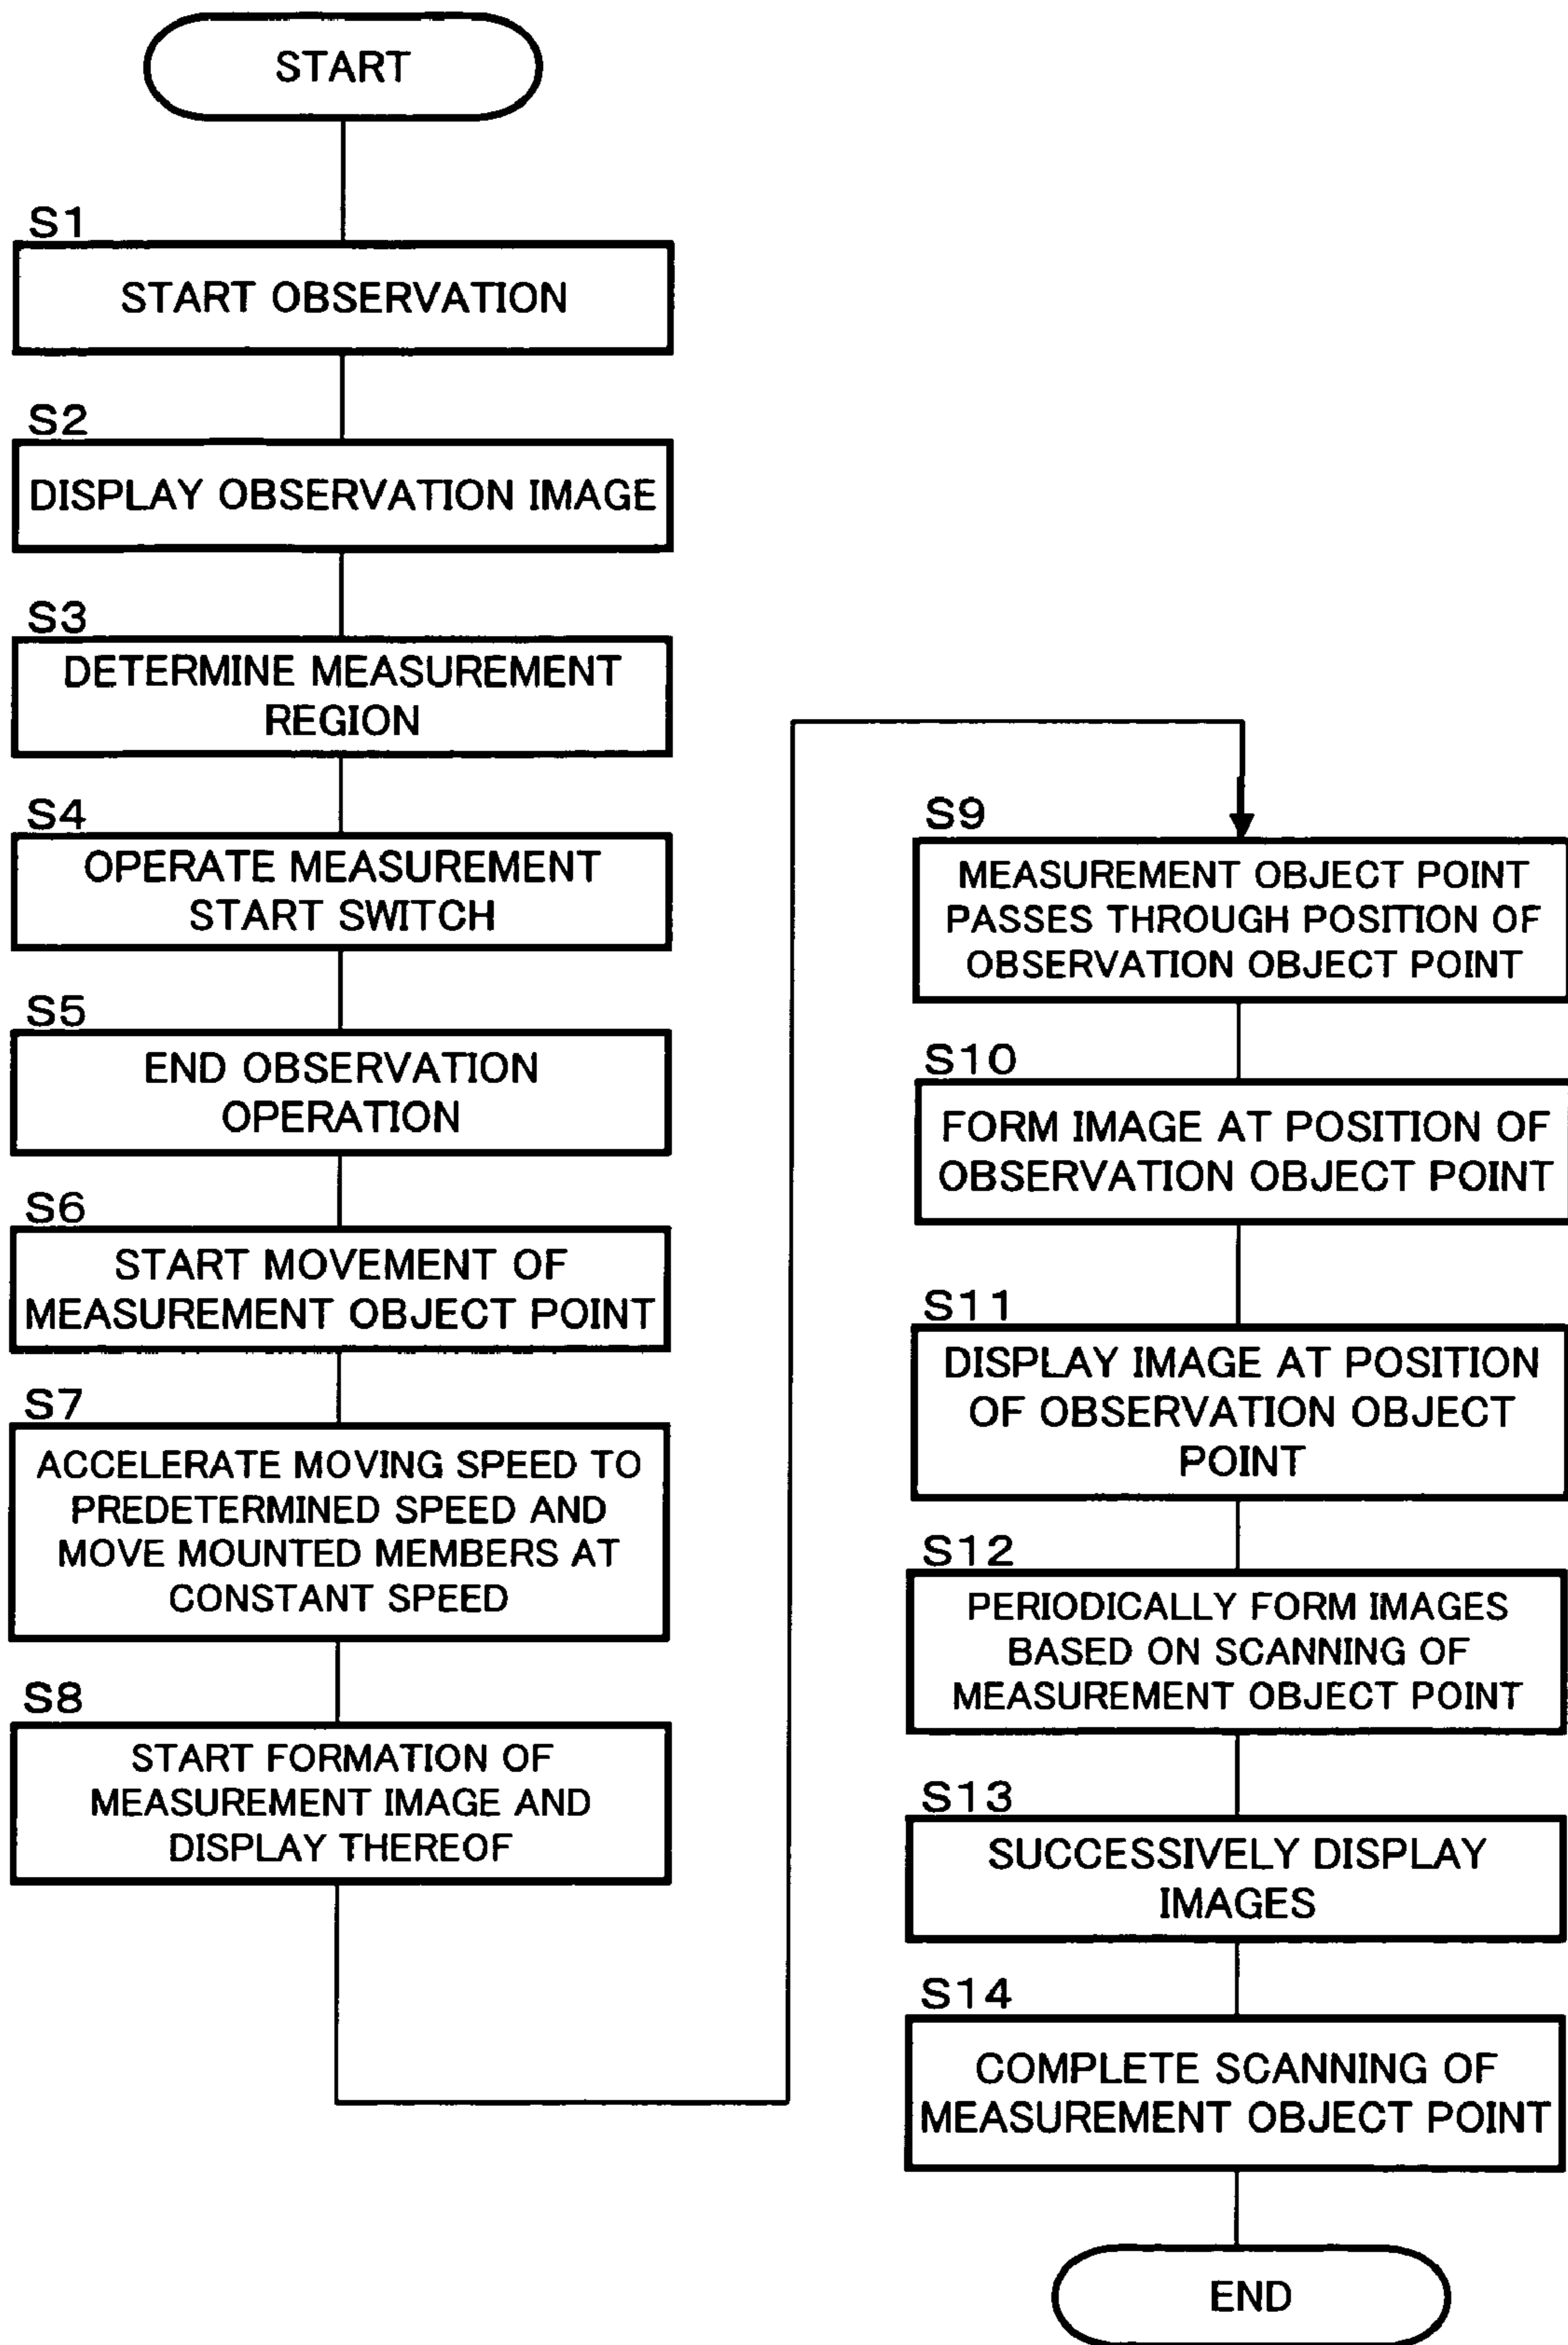 START
S1
START OBSERVATION
S2
DISPLAY OBSERVATION IMAGE
S3
DETERMINE MEASUREMENT
REGION
S4
OPERATE MEASUREMENT
START SWITCH
S5
END OBSERVATION
OPERATION
S6
START MOVEMENT OF
MEASUREMENT OBJECT POINT
S7
ACCELERATE MOVING SPEED TO
PREDETERMINED SPEED AND
MOVE MOUNTED MEMBERS AT
CONSTANT SPEED
S8
START FORMATION OF
MEASUREMENT IMAGE AND
DISPLAY THEREOF
S9
MEASUREMENT OBJECT POINT
PASSES THROUGH POSITION OF
OBSERVATION OBJECT POINT
S10
FORM IMAGE AT POSITION OF
OBSERVATION OBJECT POINT
S11
DISPLAY IMAGE AT POSITION
OF OBSERVATION OBJECT
POINT
S12
PERIODICALLY FORM IMAGES
BASED ON SCANNING OF
MEASUREMENT OBJECT POINT
S13
SUCCESSIVELY DISPLAY
IMAGES
S14
COMPLETE SCANNING OF
MEASUREMENT OBJECT POINT
END